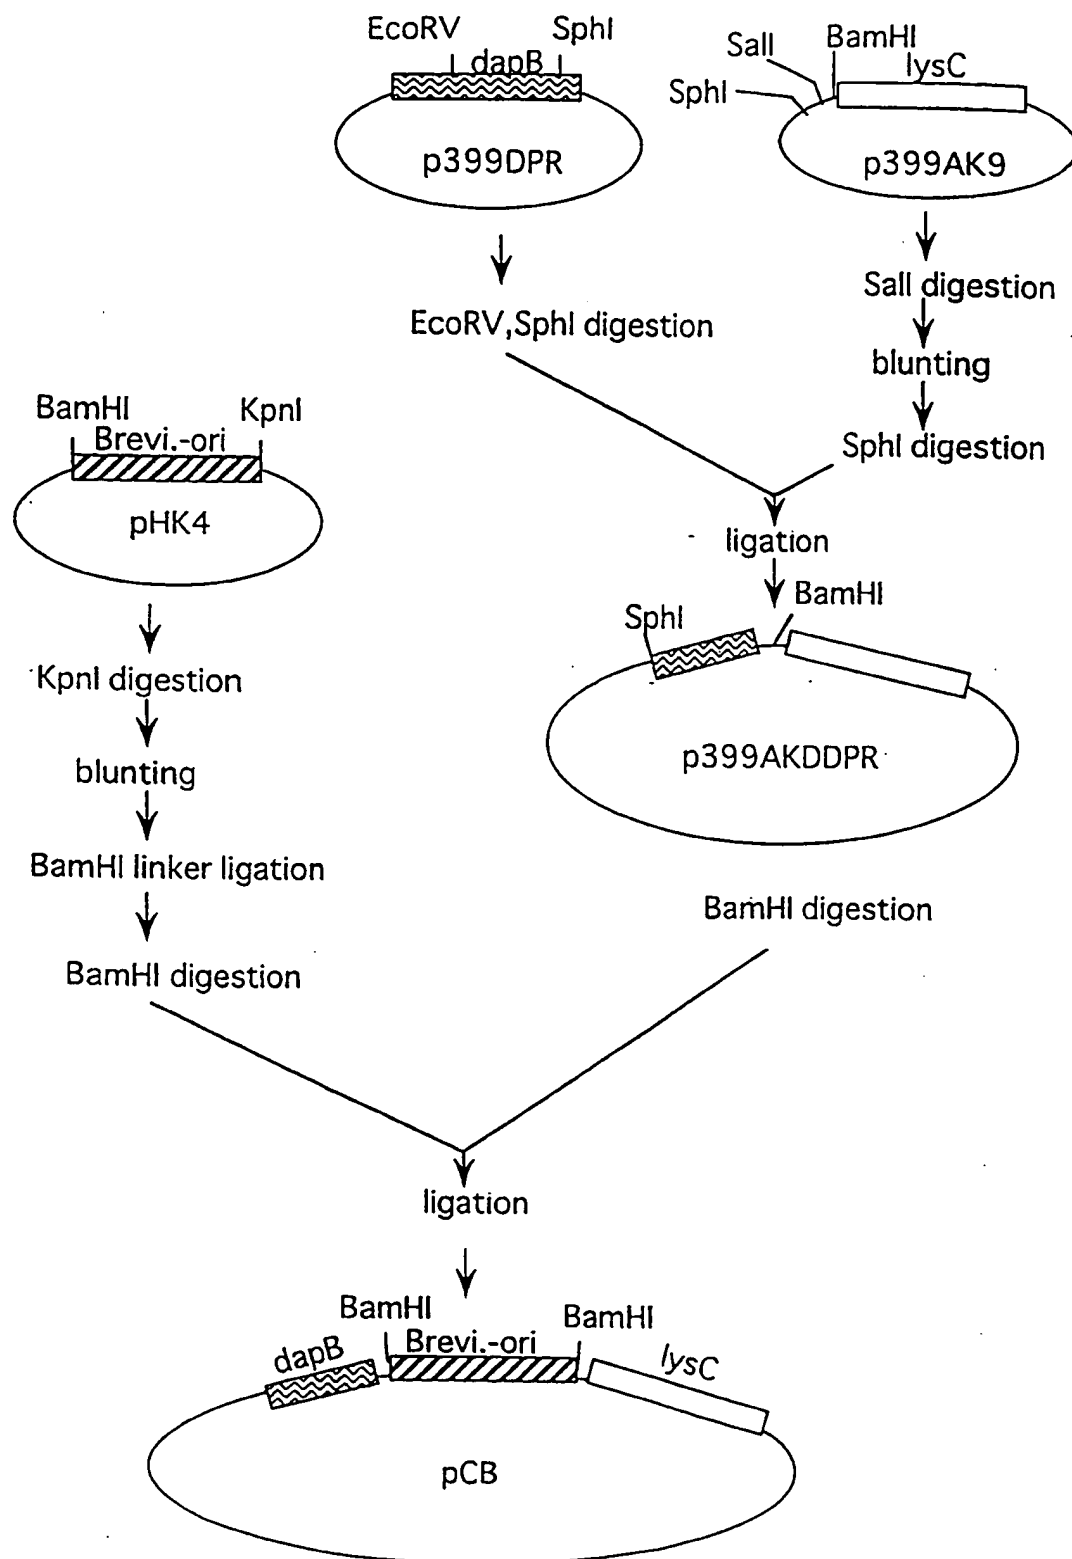 EcoRV SphI
dapB
p399DPR
SalI BamHI
lysC
SphI
p399AK9
EcoRV,SphI digestion
SalI digestion
blunting
SphI digestion
BamHI KpnI
Brevi.-ori
pHK4
KpnI digestion
blunting
BamHI linker ligation
BamHI digestion
ligation
SphI BamHI
p399AKDDPR
BamHI digestion
ligation
BamHI BamHI
dapB Brevi.-ori lysC
pCB